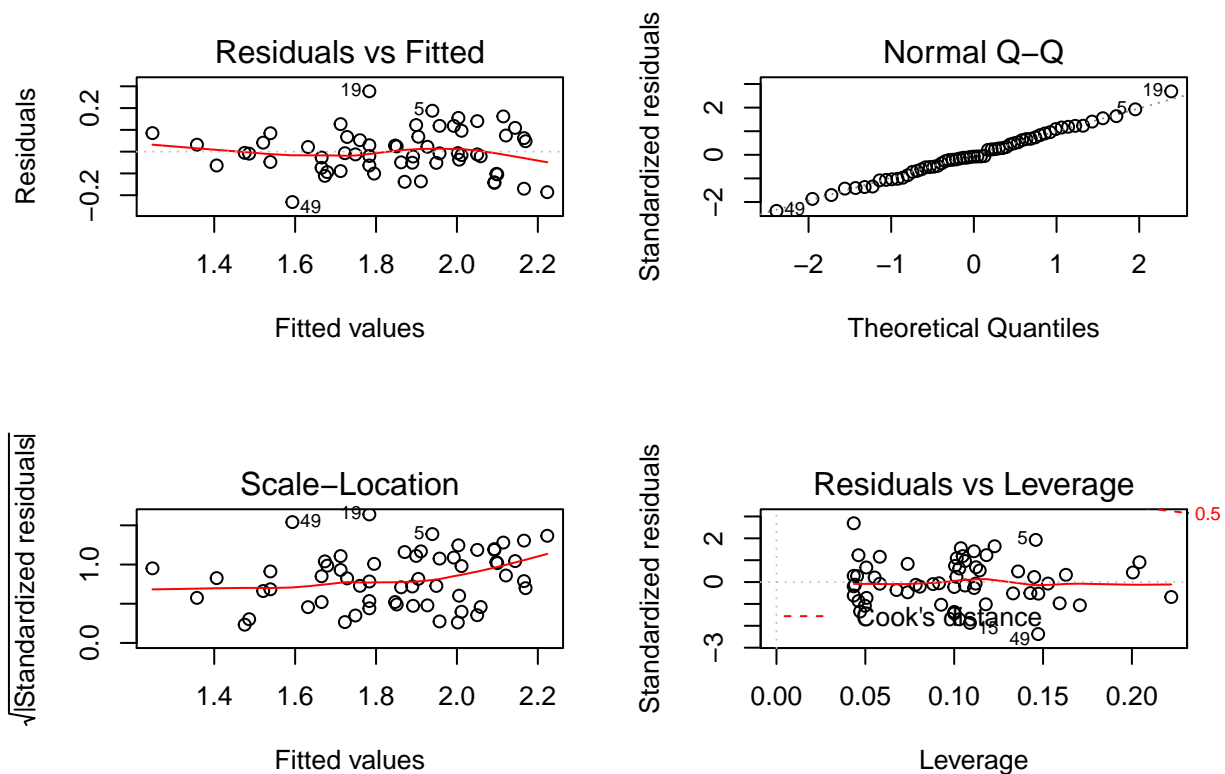 Residuals vs Fitted
Residuals
0.2
−0.2
19
5
49
1.4 1.6 1.8 2.0 2.2
Fitted values
Normal Q−Q
Standardized residuals
2
0
−2
19
5
49
−2 −1 0 1 2
Theoretical Quantiles
Scale−Location
√|Standardized residuals|
1.0
0.0
49
19
5
1.4 1.6 1.8 2.0 2.2
Fitted values
Residuals vs Leverage
Standardized residuals
2
0
−3
0.5
5
Cook's distance
15
49
0.00 0.05 0.10 0.15 0.20
Leverage